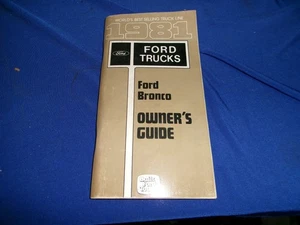 WORLD'S BEST SELLING TRUCK LINE
1981
Ford
FORD
TRUCKS
Ford
Bronco
OWNER'S
GUIDE